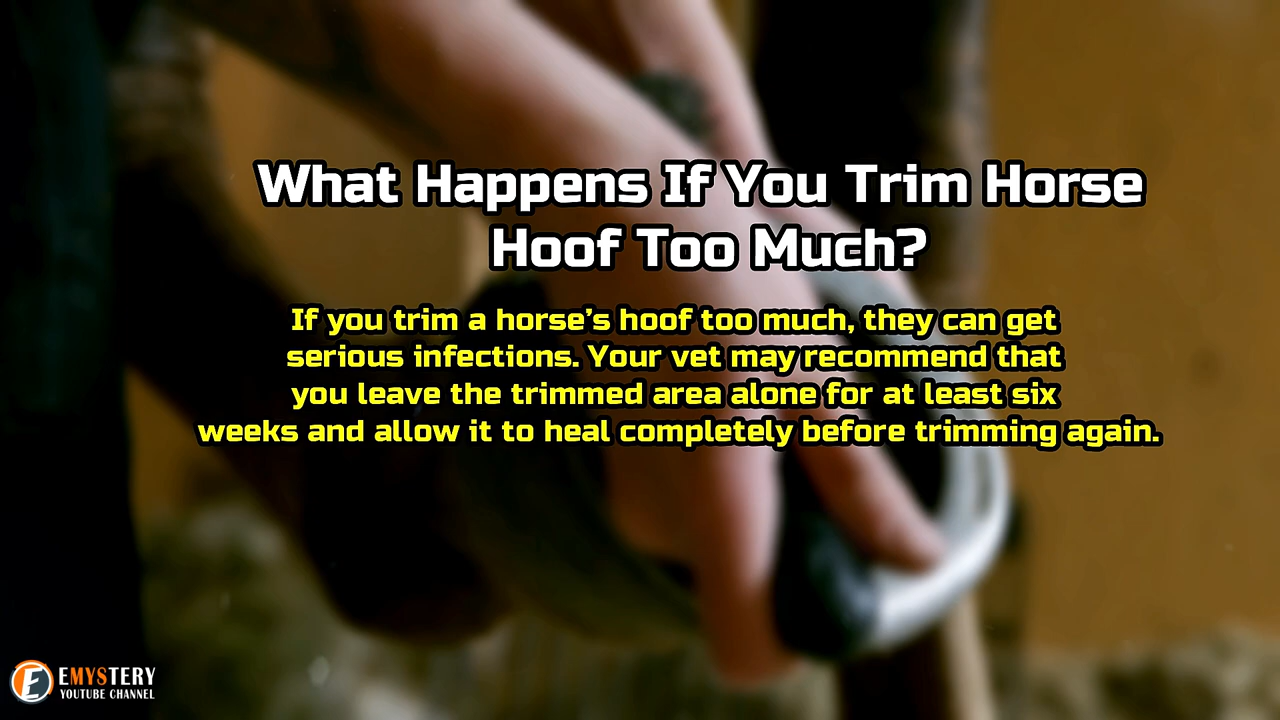 What Happens If You Trim Horse
Hoof Too Much?
If you trim a horse’s hoof too much, they can get
serious infections. Your vet may recommend that
you leave the trimmed area alone for at least six
weeks and allow it to heal completely before trimming again.
E EMYSTERY
YOUTUBE CHANNEL